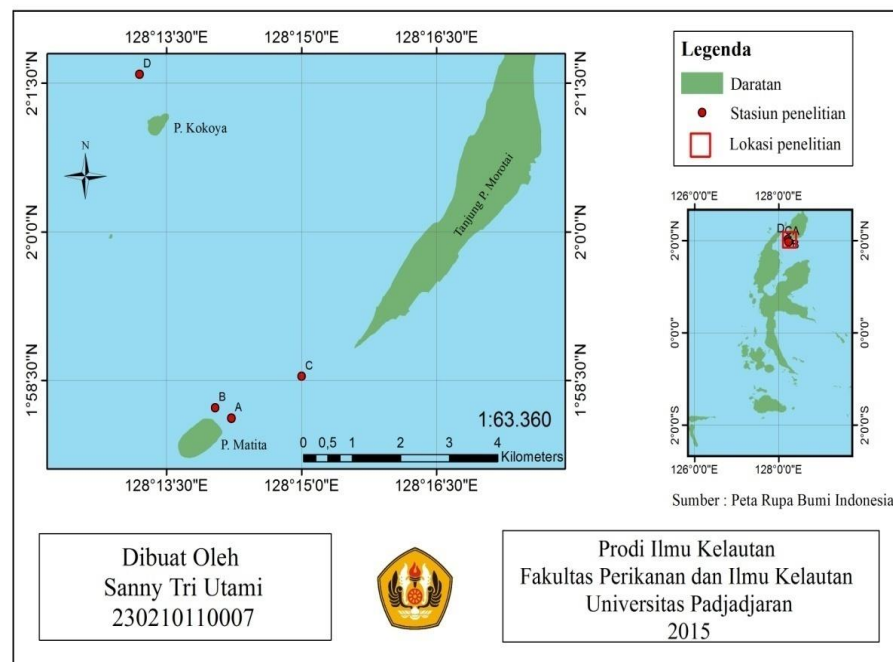 128°13'30"E 128°15'0"E 128°16'30"E
2°1'30"N 2°1'30"N
D
P. Kokoya
N
Tanjung P. Morotai
2°0'0"N 2°0'0"N
C
1°58'30"N 1°58'30"N
B
A
P. Matita
1:63.360
0 0,5 1 2 3 4
Kilometers
128°13'30"E 128°15'0"E 128°16'30"E
Legenda
Daratan
Stasiun penelitian
Lokasi penelitian
126°0'0"E 128°0'0"E
D C A
B
2°0'0"N 2°0'0"N
0°0'0" 0°0'0"
2°0'0"S 2°0'0"S
126°0'0"E 128°0'0"E
Sumber : Peta Rupa Bumi Indonesia
Dibuat Oleh
Sanny Tri Utami
230210110007
Prodi Ilmu Kelautan
Fakultas Perikanan dan Ilmu Kelautan
Universitas Padjadjaran
2015